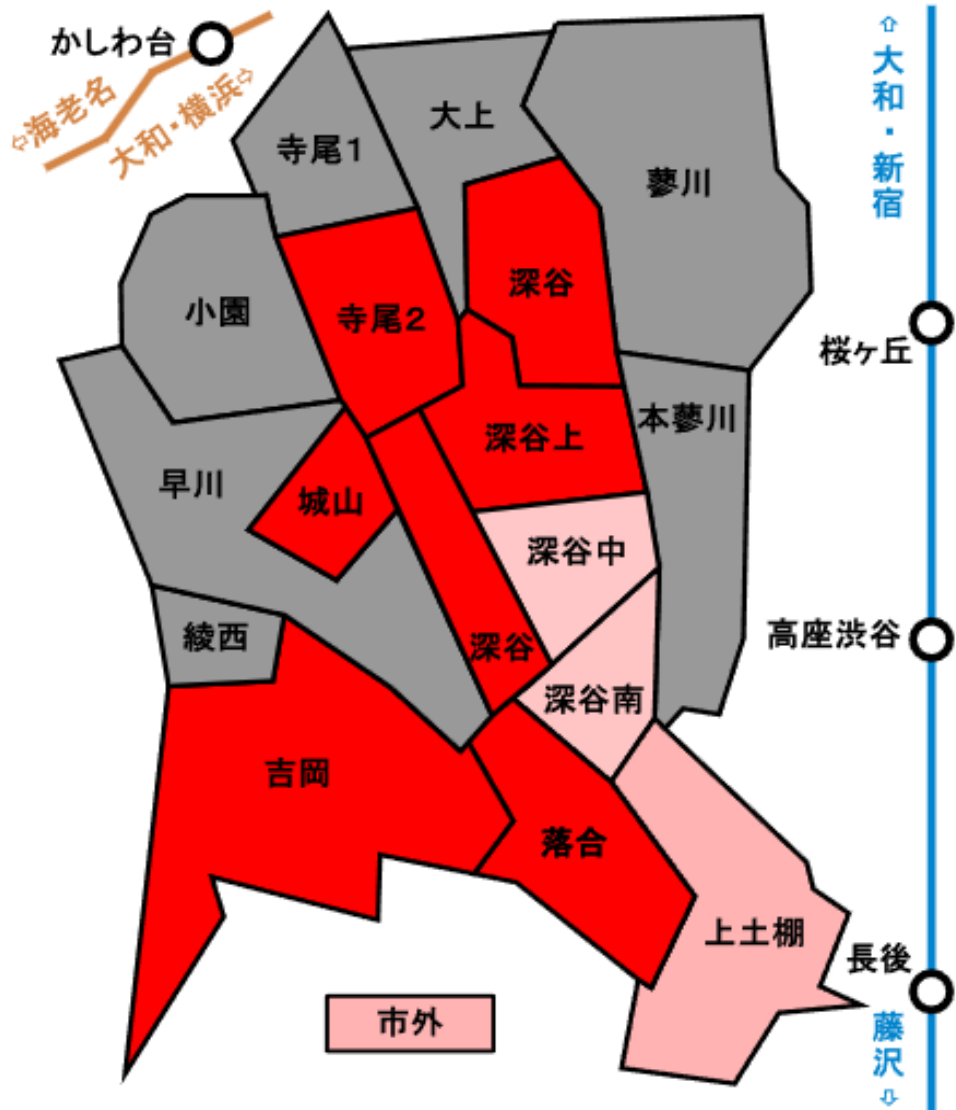 かしわ台
⇦海老名
大和・横浜⇨
⇧大和・新宿
寺尾1
大上
蓼川
小園
寺尾2
深谷
桜ヶ丘
早川
城山
深谷上
本蓼川
深谷中
綾西
深谷
深谷南
高座渋谷
吉岡
落合
上土棚
長後
市外
藤沢⇩